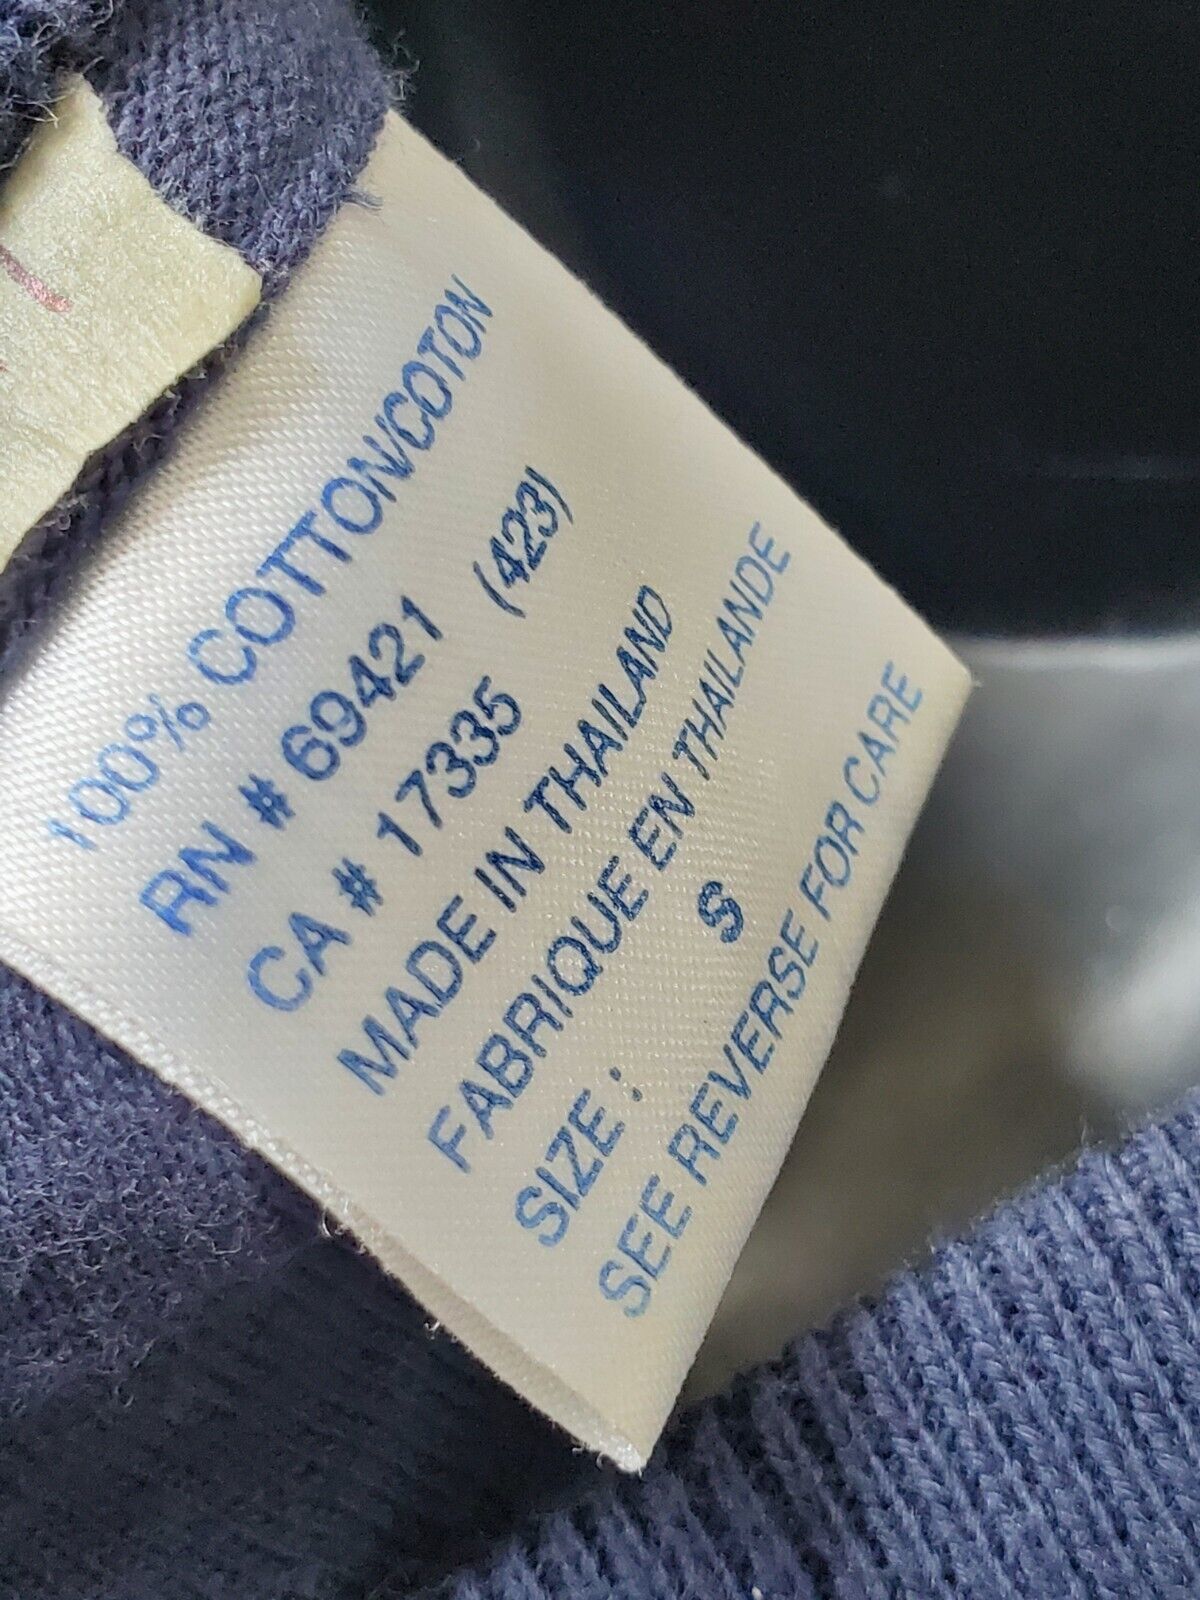 100% COTTON/COTON
RN # 69421 (423)
CA # 17335
MADE IN THAILAND
FABRIQUE EN THAILANDE
SIZE : S
SEE REVERSE FOR CARE